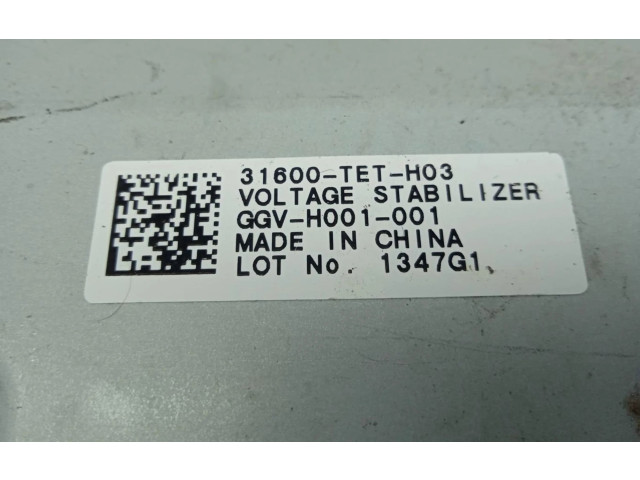 31600-TET-H03
VOLTAGE STABILIZER
GGV-H001-001
MADE IN CHINA
LOT No. 1347G1